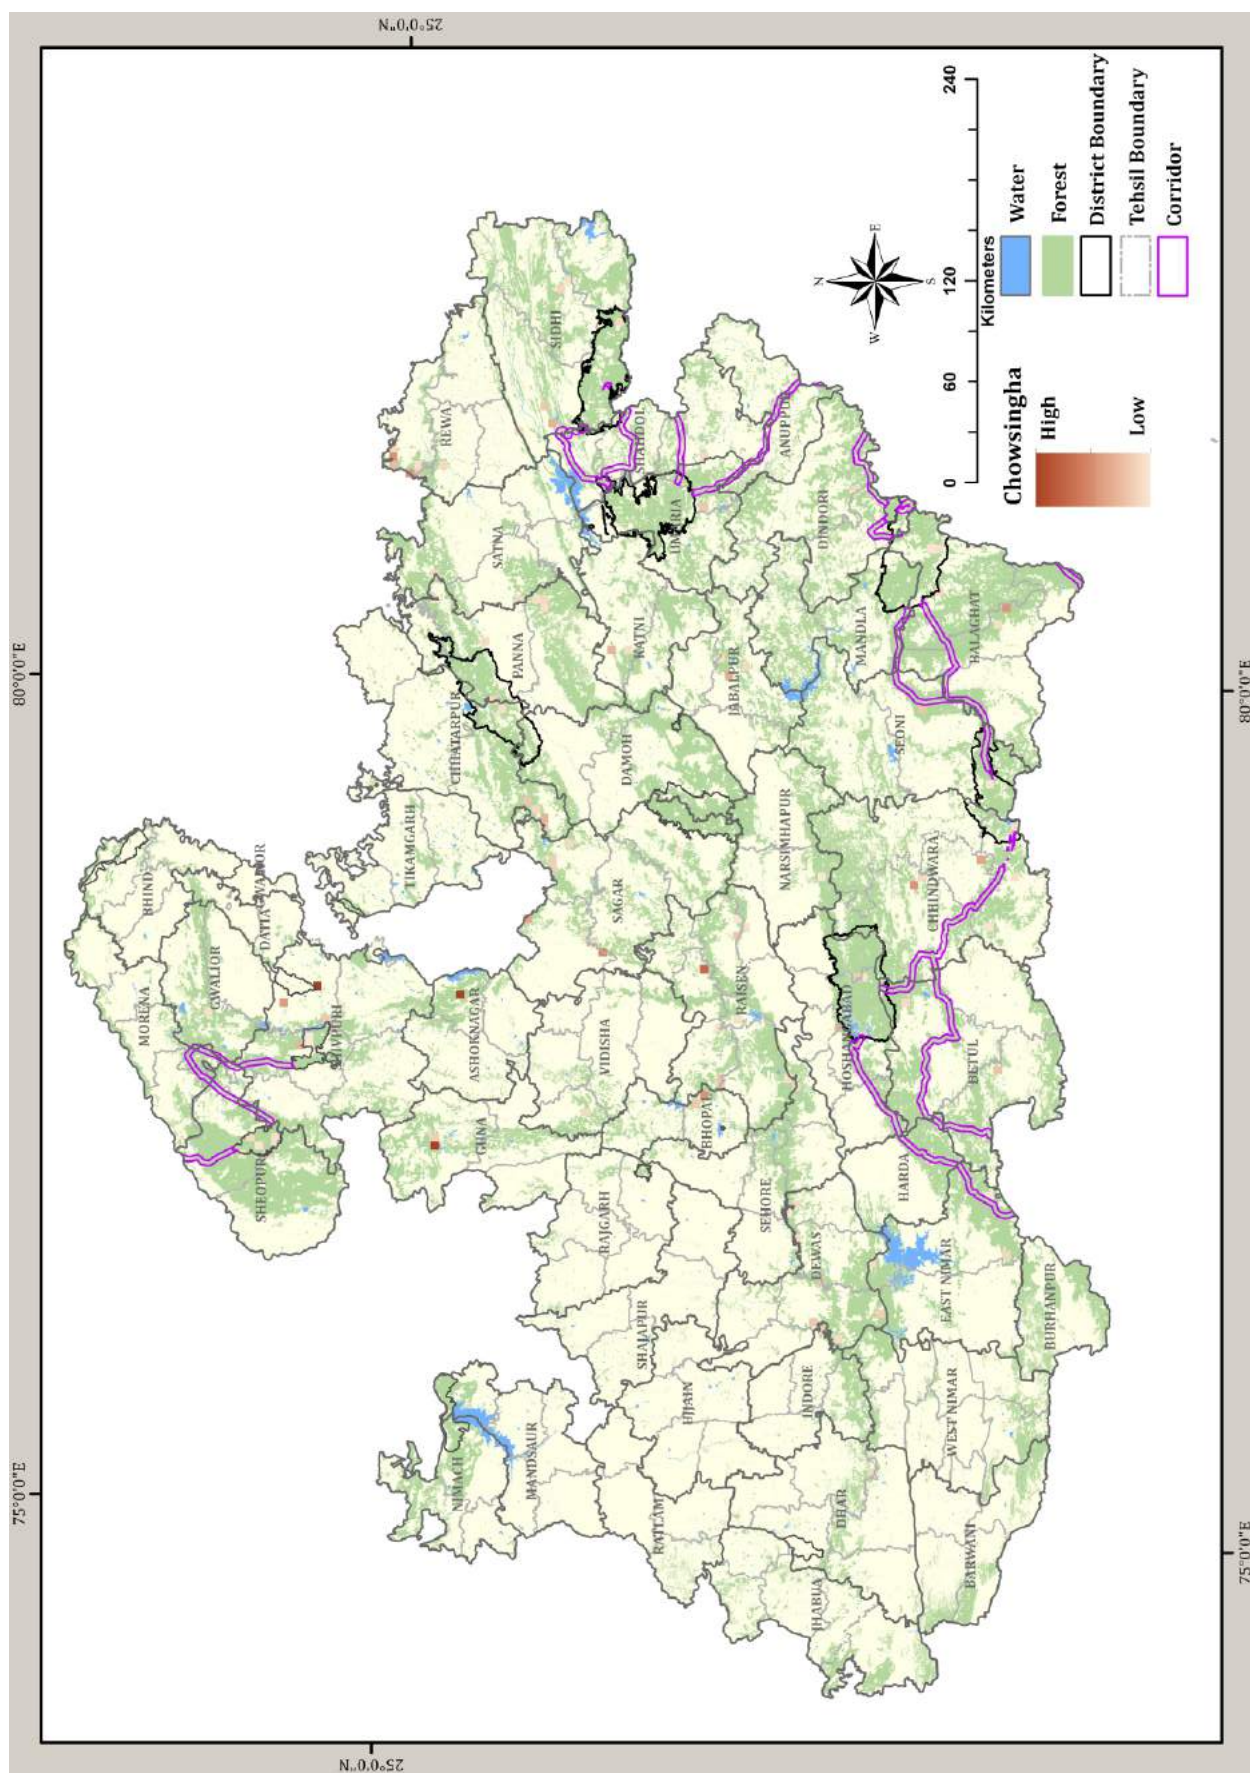 25°0'0"N
80°0'0"E
75°0'0"E
BHIND
MORENA
GWALIOR
DATIA
GWALIOR
SHEOPUR
SHIVPURI
TIKAMGARH
CHHATARPUR
REWA
SIDHI
SATNA
PANNA
ASHOKNAGAR
GUNA
NIMACH
MANDSAUR
SAGAR
DAMOH
KATNI
UMARIA
SHAHDOL
VIDISHA
RAJGARH
SHAJAPUR
UJJAIN
RATLAM
BHOPAL
RAISEN
JABALPUR
NARSIMHAPUR
ANUPPUR
DINDORI
MANDLA
SEHORE
DEWAS
INDORE
DHAR
JHABUA
HOSHANGABAD
HARDA
SEONI
CHHINDWARA
BALAGHAT
BETUL
EAST NIMAR
WEST NIMAR
BARWANI
BURHANPUR
N
W
E
S
0
60
120
240
Kilometers
Chowsingha
High
Low
Water
Forest
District Boundary
Tehsil Boundary
Corridor
25°0'0"N
75°0'0"E
80°0'0"E